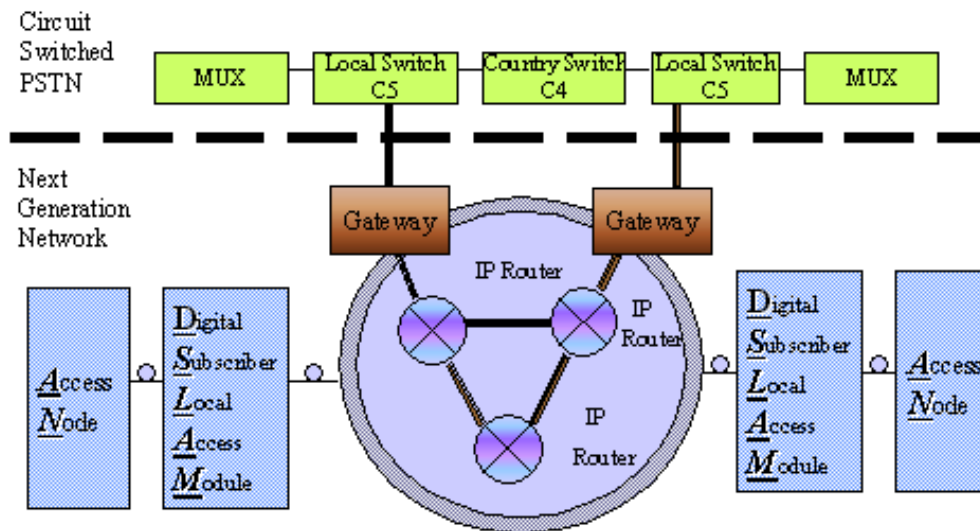 Circuit
Switched
PSTN
MUX
Local Switch
C5
Country Switch
C4
Local Switch
C5
MUX
Next
Generation
Network
Gateway
Gateway
IP Router
IP
Router
IP
Router
Access
Node
Digital
Subscriber
Local
Access
Module
Digital
Subscriber
Local
Access
Module
Access
Node